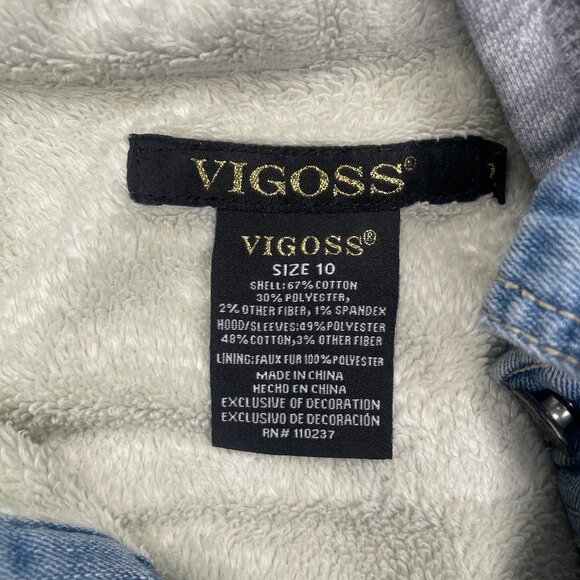 VIGOSS®
VIGOSS®
SIZE 10
SHELL: 67% COTTON
30% POLYESTER,
2% OTHER FIBER, 1% SPANDEX
HOOD/SLEEVES: 49% POLYESTER
48% COTTON, 3% OTHER FIBER
LINING: FAUX FUR 100% POLYESTER
MADE IN CHINA
HECHO EN CHINA
EXCLUSIVE OF DECORATION
EXCLUSIVO DE DECORACIÓN
RN# 110237